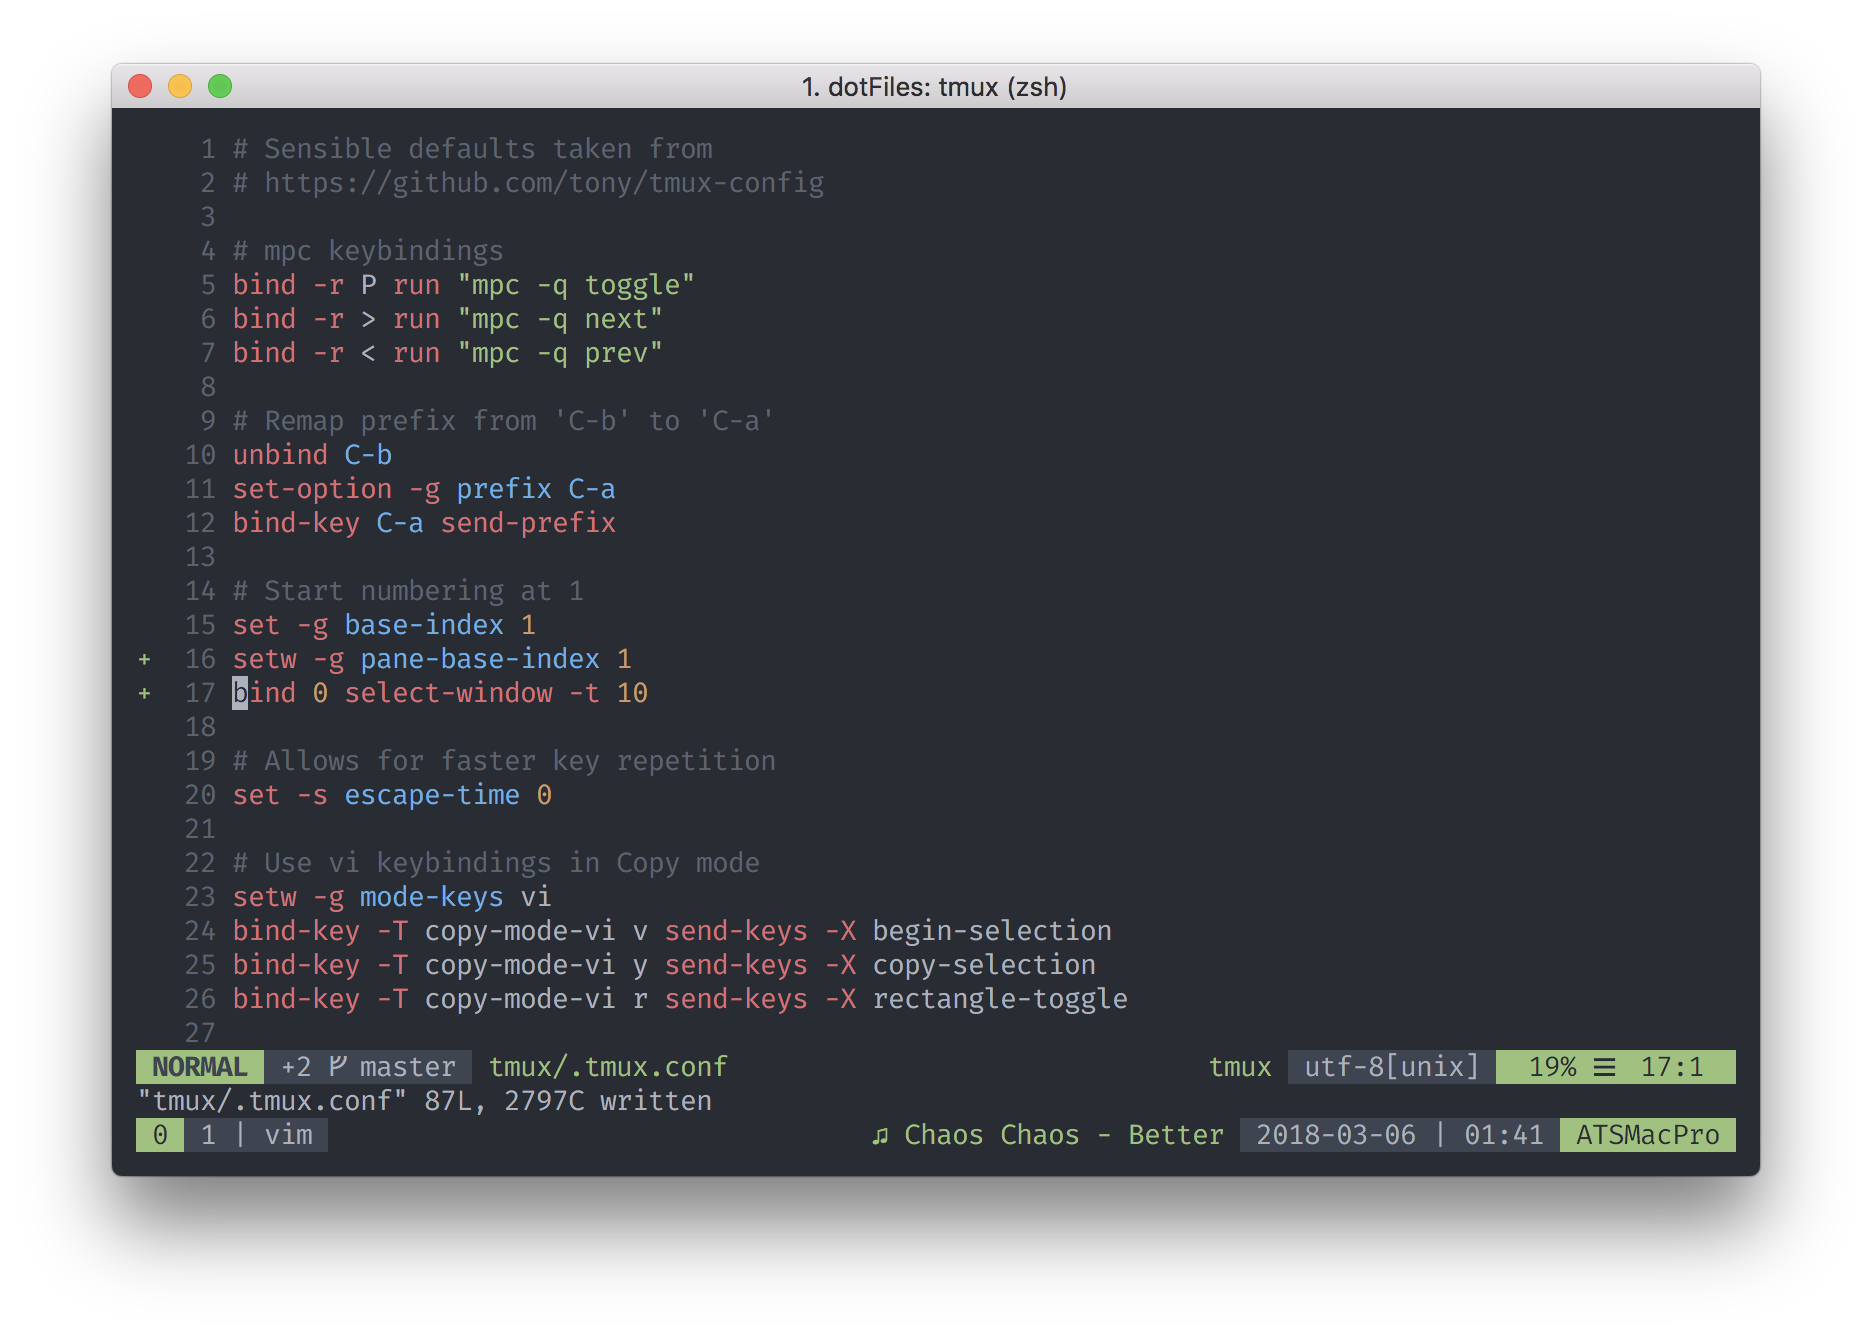 1. dotFiles: tmux (zsh)
1 # Sensible defaults taken from
2 # https://github.com/tony/tmux-config
3
4 # mpc keybindings
5 bind -r P run "mpc -q toggle"
6 bind -r > run "mpc -q next"
7 bind -r < run "mpc -q prev"
8
9 # Remap prefix from 'C-b' to 'C-a'
10 unbind C-b
11 set-option -g prefix C-a
12 bind-key C-a send-prefix
13
14 # Start numbering at 1
15 set -g base-index 1
+ 16 setw -g pane-base-index 1
+ 17 bind 0 select-window -t 10
18
19 # Allows for faster key repetition
20 set -s escape-time 0
21
22 # Use vi keybindings in Copy mode
23 setw -g mode-keys vi
24 bind-key -T copy-mode-vi v send-keys -X begin-selection
25 bind-key -T copy-mode-vi y send-keys -X copy-selection
26 bind-key -T copy-mode-vi r send-keys -X rectangle-toggle
27
NORMAL +2 ᚹ master tmux/.tmux.conf tmux utf-8[unix] 19% ☰ 17:1
"tmux/.tmux.conf" 87L, 2797C written
0 1 | vim ♫ Chaos Chaos - Better 2018-03-06 | 01:41 ATSMacPro